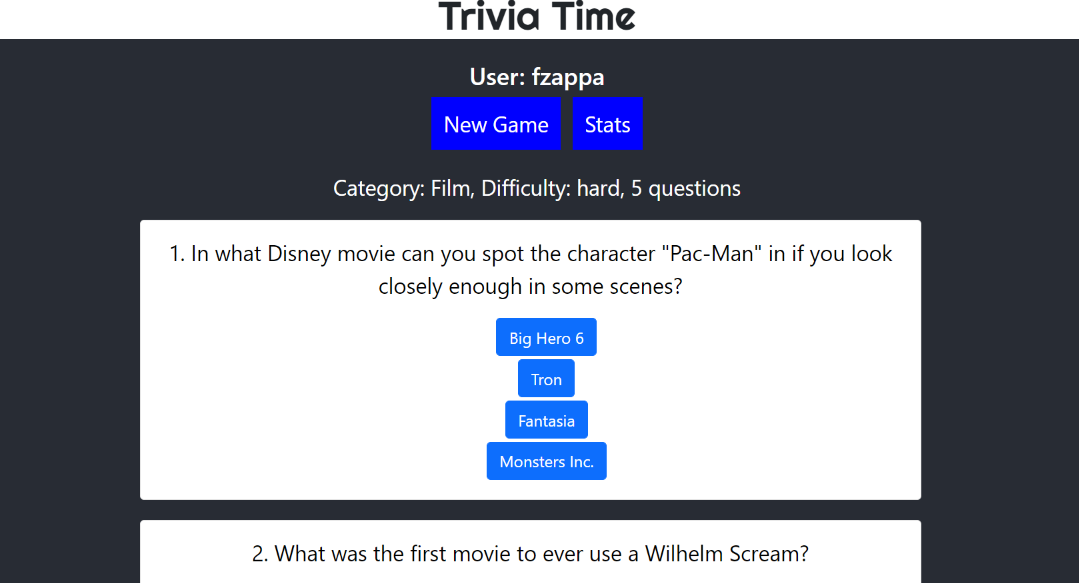 Trivia Time
User: fzappa
New Game Stats
Category: Film, Difficulty: hard, 5 questions
1. In what Disney movie can you spot the character "Pac-Man" in if you look
closely enough in some scenes?
Big Hero 6
Tron
Fantasia
Monsters Inc.
2. What was the first movie to ever use a Wilhelm Scream?